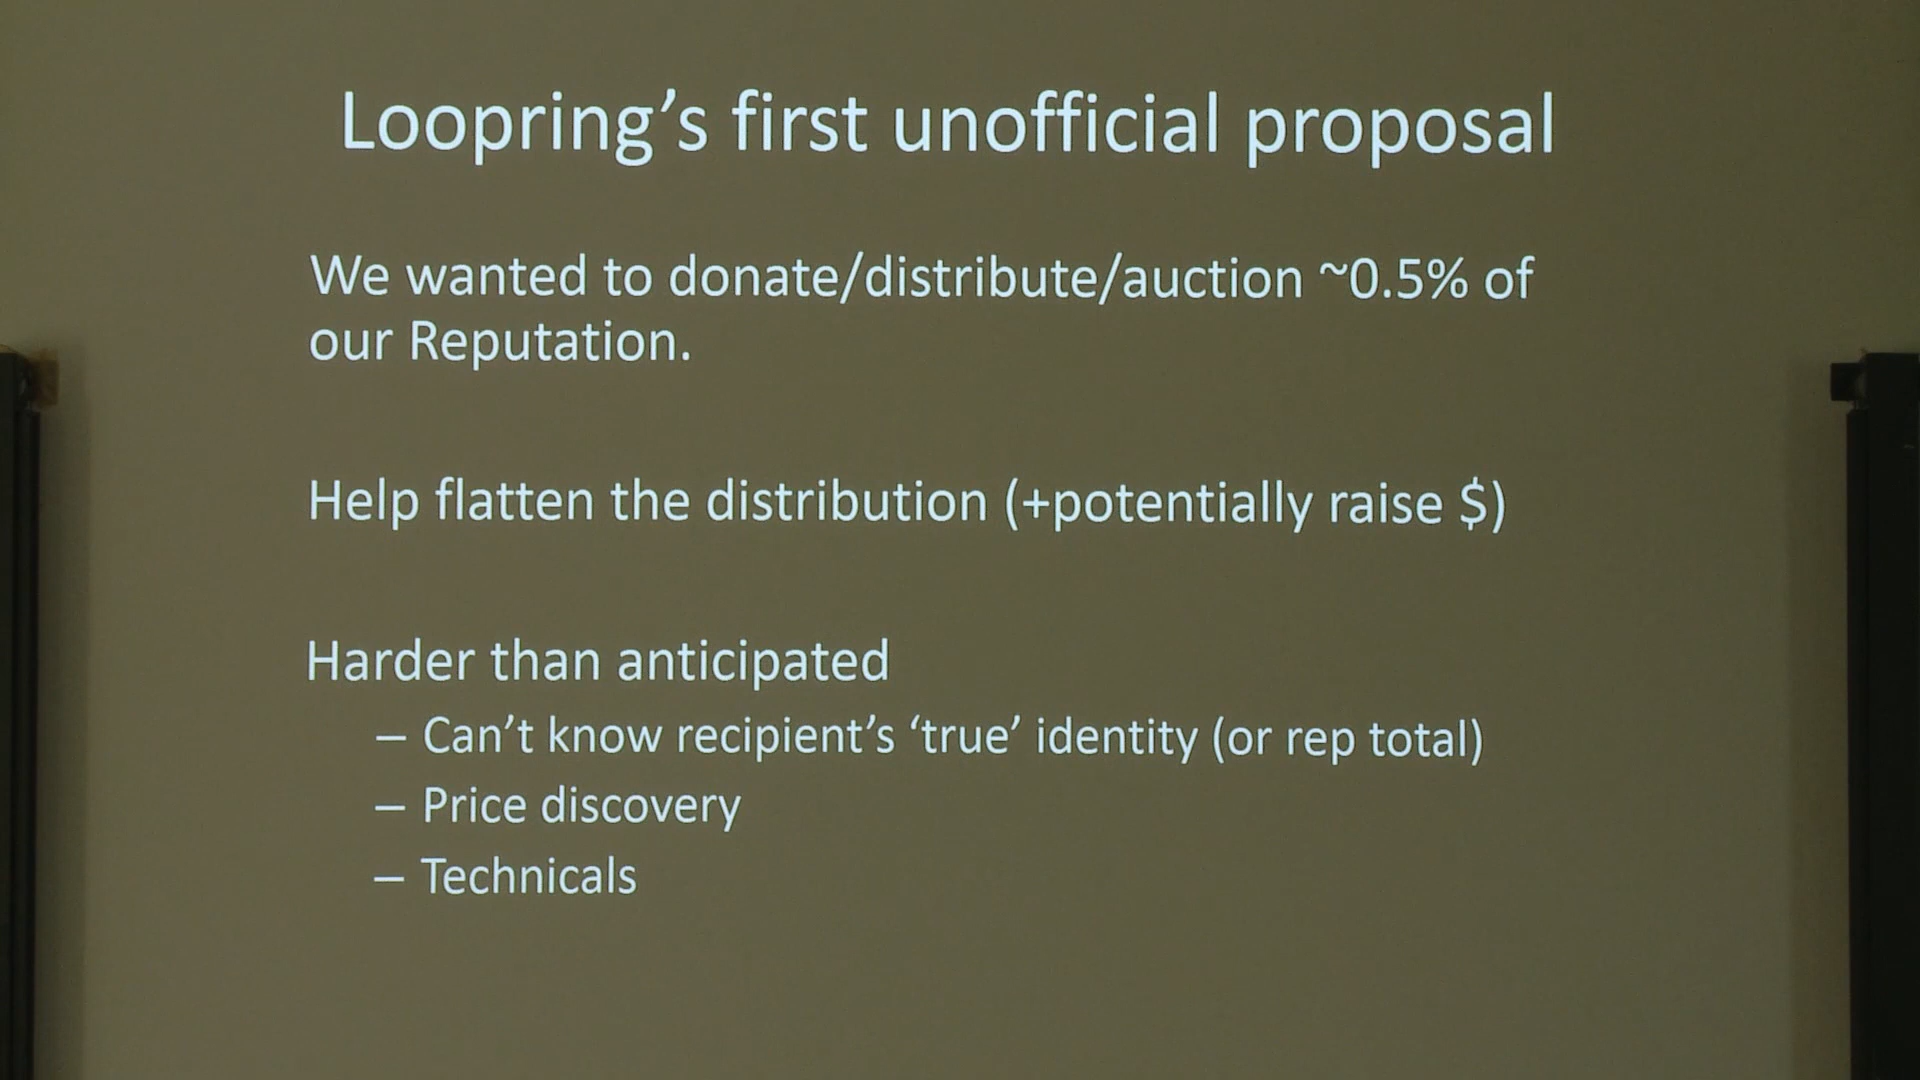 Loopring’s first unofficial proposal
We wanted to donate/distribute/auction ~0.5% of
our Reputation.
Help flatten the distribution (+potentially raise $)
Harder than anticipated
– Can’t know recipient’s ‘true’ identity (or rep total)
– Price discovery
– Technicals